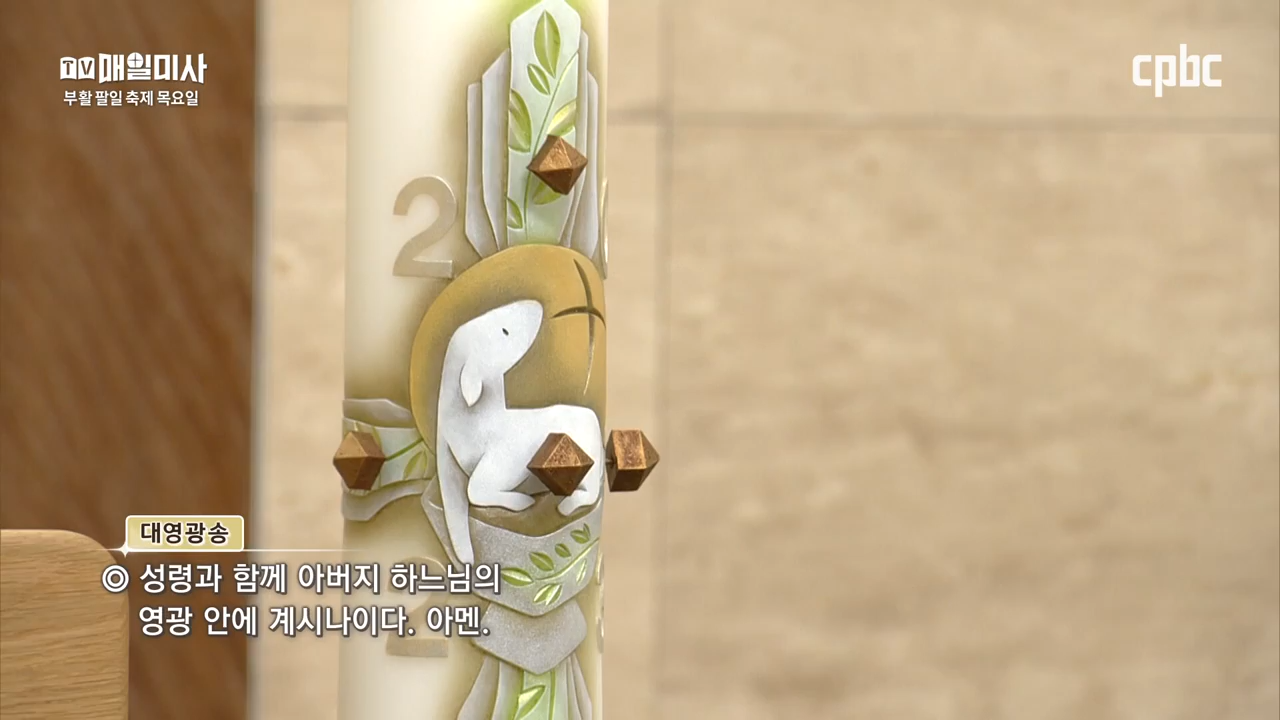 TV 매일미사
부활 팔일 축제 목요일
cpbc
2
2
대영광송
◎ 성령과 함께 아버지 하느님의
영광 안에 계시나이다. 아멘.